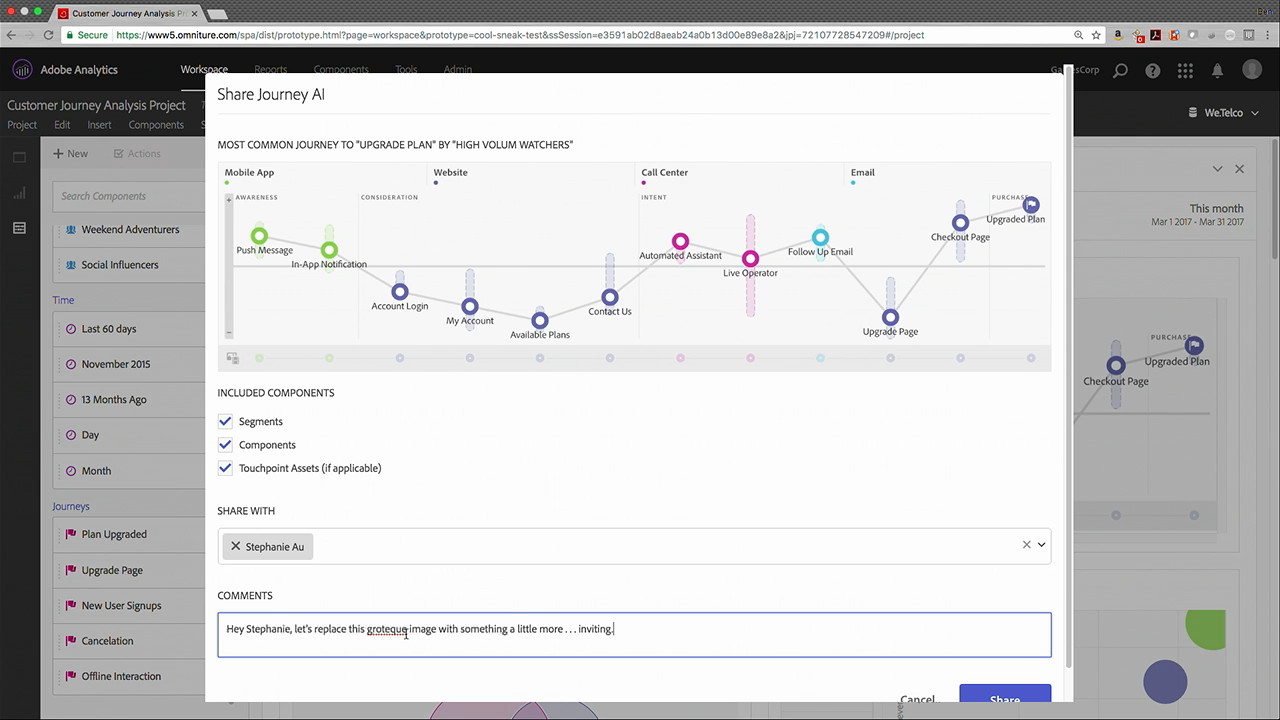 Customer Journey Analysis Pr
Secure https://www5.omniture.com/spa/dist/prototype.html?page=workspace&prototype=cool-sneak-test&ssSession=e3591ab02d8aeab24a0b13d00e89e8a2&jpj=72107728547209#/project
Adobe Analytics Workspace Reports Components Tools Admin
Customer Journey Analysis Project
Project Edit Insert Components
We.Telco
New Actions
Search Components
Weekend Adventurers
Social Influencers
Time
Last 60 days
November 2015
13 Months Ago
Day
Month
Journeys
Plan Upgraded
Upgrade Page
New User Signups
Cancelation
Offline Interaction
Share Journey AI
MOST COMMON JOURNEY TO "UPGRADE PLAN" BY "HIGH VOLUM WATCHERS"
Mobile App Website Call Center Email
AWARENESS CONSIDERATION INTENT PURCHASE
Push Message
In-App Notification
Account Login
My Account
Available Plans
Contact Us
Automated Assistant
Live Operator
Follow Up Email
Upgrade Page
Checkout Page
Upgraded Plan
INCLUDED COMPONENTS
Segments
Components
Touchpoint Assets (if applicable)
SHARE WITH
Stephanie Au
COMMENTS
Hey Stephanie, let's replace this groteque image with something a little more . . . inviting.
Cancel Share
This month
Mar 1 2017 - Mar 31 2017
PURCHASE
Upgraded Plan
Checkout Page